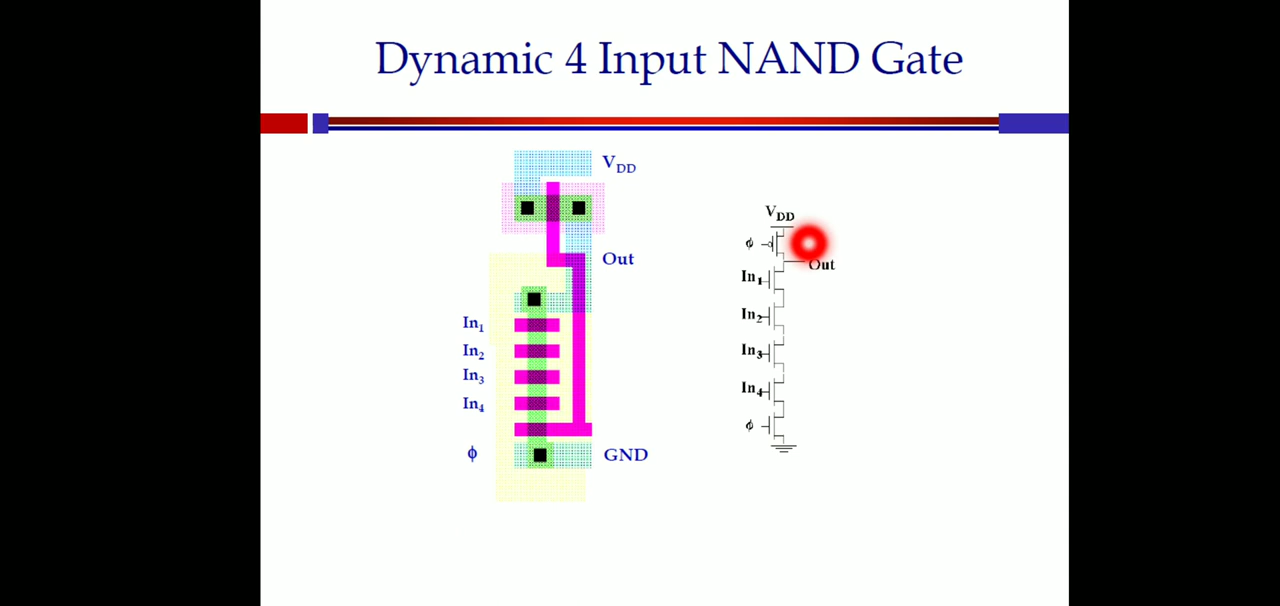 Dynamic 4 Input NAND Gate
VDD
Out
In1
In2
In3
In4
ϕ
GND
VDD
ϕ
Out
In1
In2
In3
In4
ϕ